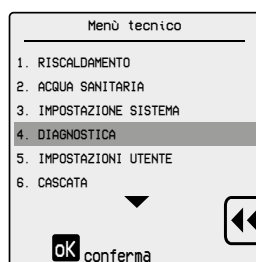 Menù tecnico
1. RISCALDAMENTO
2. ACQUA SANITARIA
3. IMPOSTAZIONE SISTEMA
4. DIAGNOSTICA
5. IMPOSTAZIONI UTENTE
6. CASCATA
oK conferma